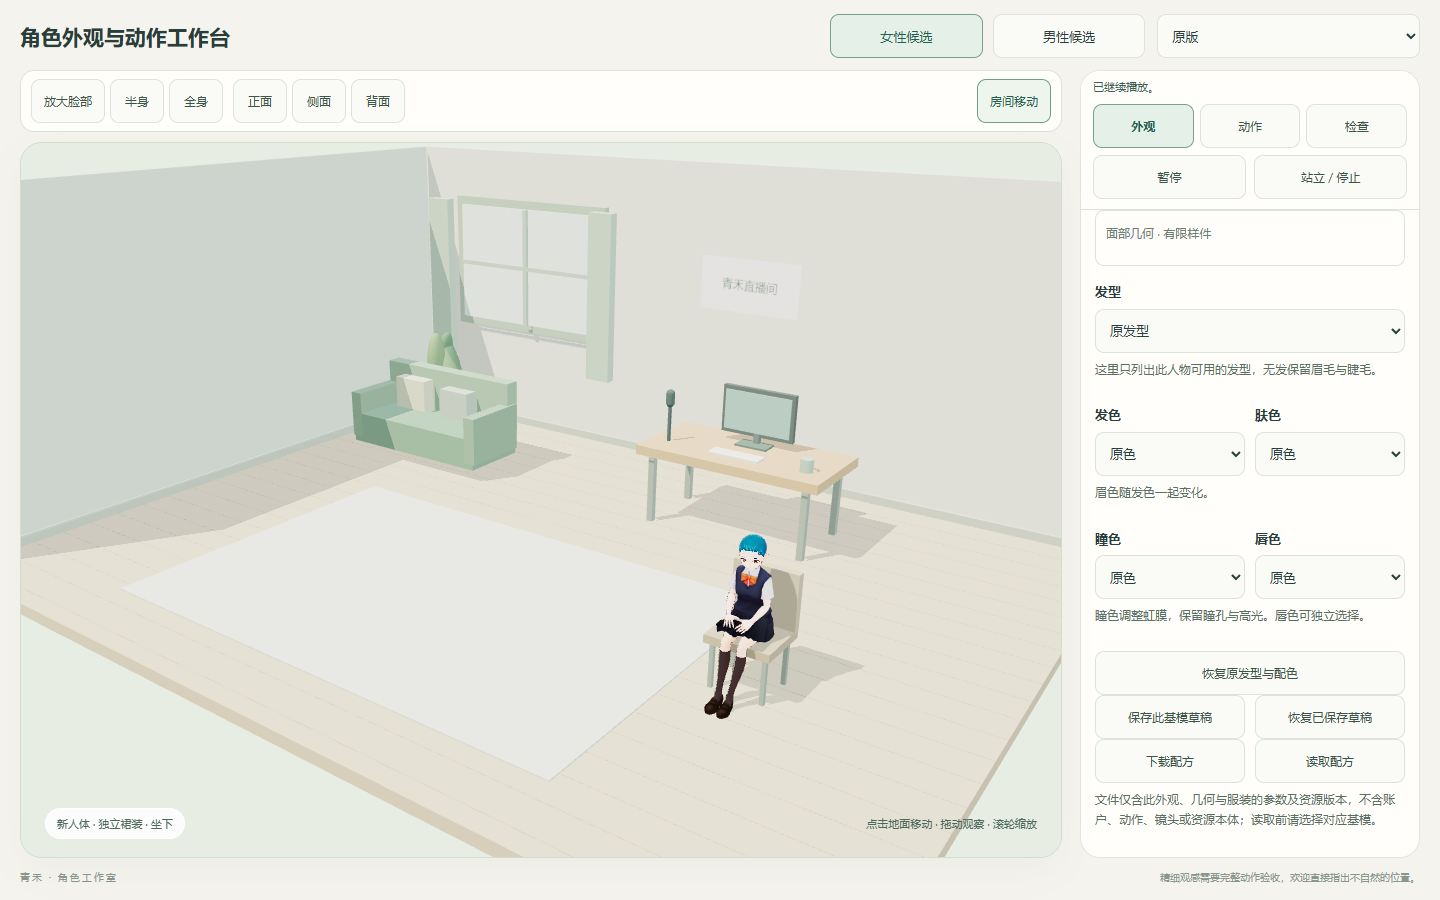 角色外观与动作工作台
女性候选
男性候选
原版
放大脸部
半身
全身
正面
侧面
背面
房间移动
已继续播放。
外观
动作
检查
暂停
站立 / 停止
面部几何 · 有限样件
发型
原发型
这里只列出此人物可用的发型，无发保留眉毛与睫毛。
发色
肤色
原色
原色
眉色随发色一起变化。
瞳色
唇色
原色
原色
瞳色调整虹膜，保留瞳孔与高光。唇色可独立选择。
恢复原发型与配色
保存此基模草稿
恢复已保存草稿
下载配方
读取配方
文件仅含此外观、几何与服装的参数及资源版本，不含账
户、动作、镜头或资源本体；读取前请选择对应基模。
青禾直播间
新人体 · 独立裙装 · 坐下
点击地面移动 · 拖动观察 · 滚轮缩放
青禾 · 角色工作室
精细观感需要完整动作验收，欢迎直接指出不自然的位置。